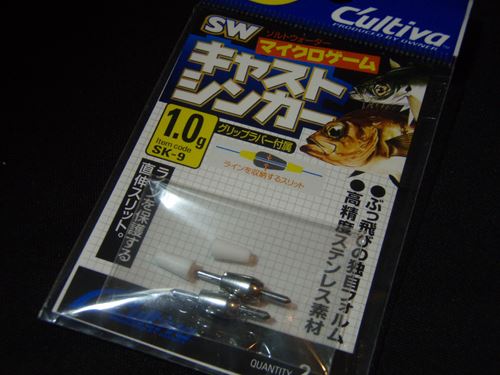 Cultiva
PRODUCED BY OWNER
SW
ソルトウォーター
マイクロゲーム
キャスト
シンカー
1.0g
Item code
SK-9
グリップラバー付属
ラインを収納するスリット
●ぶっ飛びの独自フォルム
●高精度ステンレス素材
ラインを保護する
直伸スリット。
QUANTITY 2